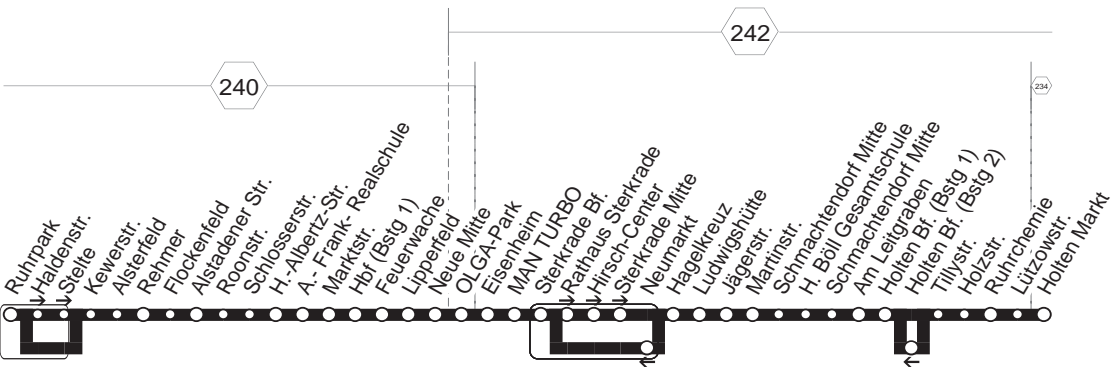 242
240
234
Ruhrpark
Haldenstr.
Stelte
Kewerstr.
Alsterfeld
Rehmer
Flockenfeld
Alstadener Str.
Roonstr.
Schlosserstr.
H.-Albertz-Str.
A.- Frank- Realschule
Marktstr.
Hbf (Bstg 1)
Feuerwache
Lipperfeld
Neue Mitte
OLGA-Park
Eisenheim
MAN TURBO
Sterkrade Bf.
Rathaus Sterkrade
Hirsch-Center
Sterkrade Mitte
Neumarkt
Hagelkreuz
Ludwigshütte
Jägerstr.
Martinstr.
Schmachtendorf Mitte
H. Böll Gesamtschule
Schmachtendorf Mitte
Am Leitgraben
Holten Bf. (Bstg 1)
Holten Bf. (Bstg 2)
Tillystr.
Holzstr.
Ruhrchemie
Lützowstr.
Holten Markt